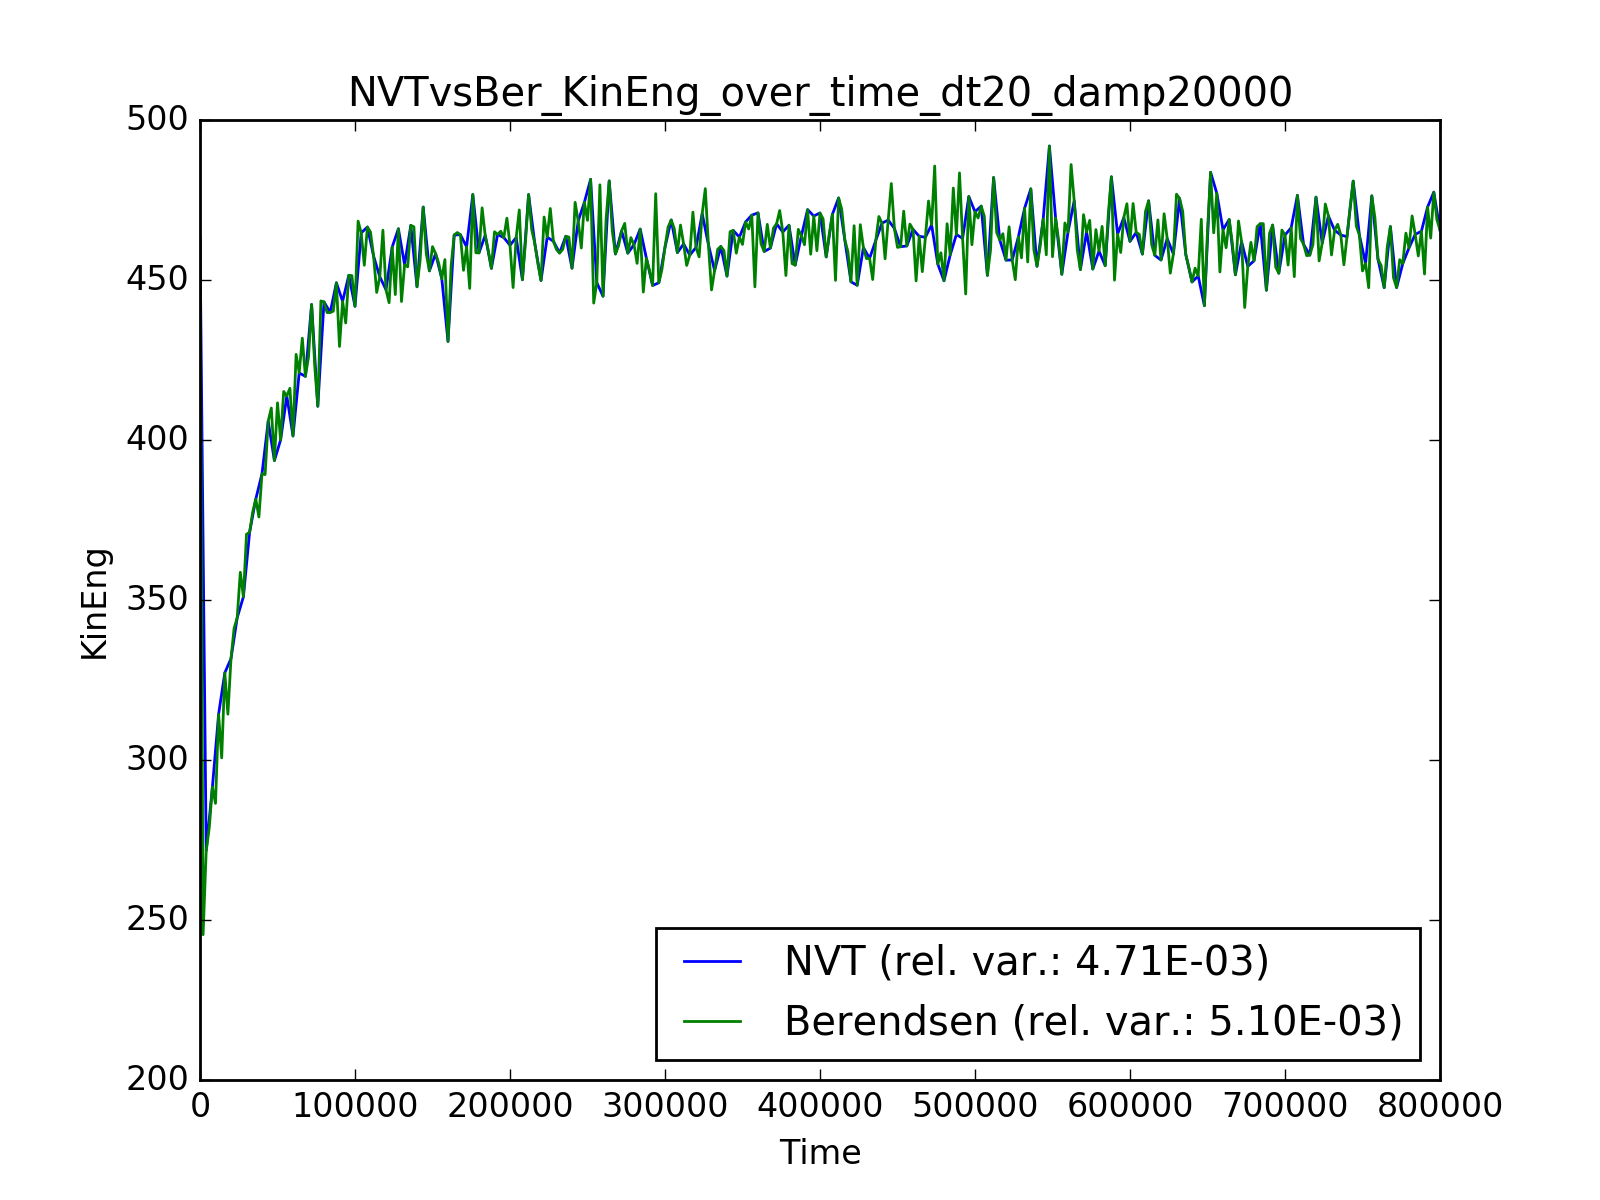 NVTvsBer_KinEng_over_time_dt20_damp20000
500
450
400
350
300
250
200
KinEng
NVT (rel. var.: 4.71E-03)
Berendsen (rel. var.: 5.10E-03)
0 100000 200000 300000 400000 500000 600000 700000 800000
Time